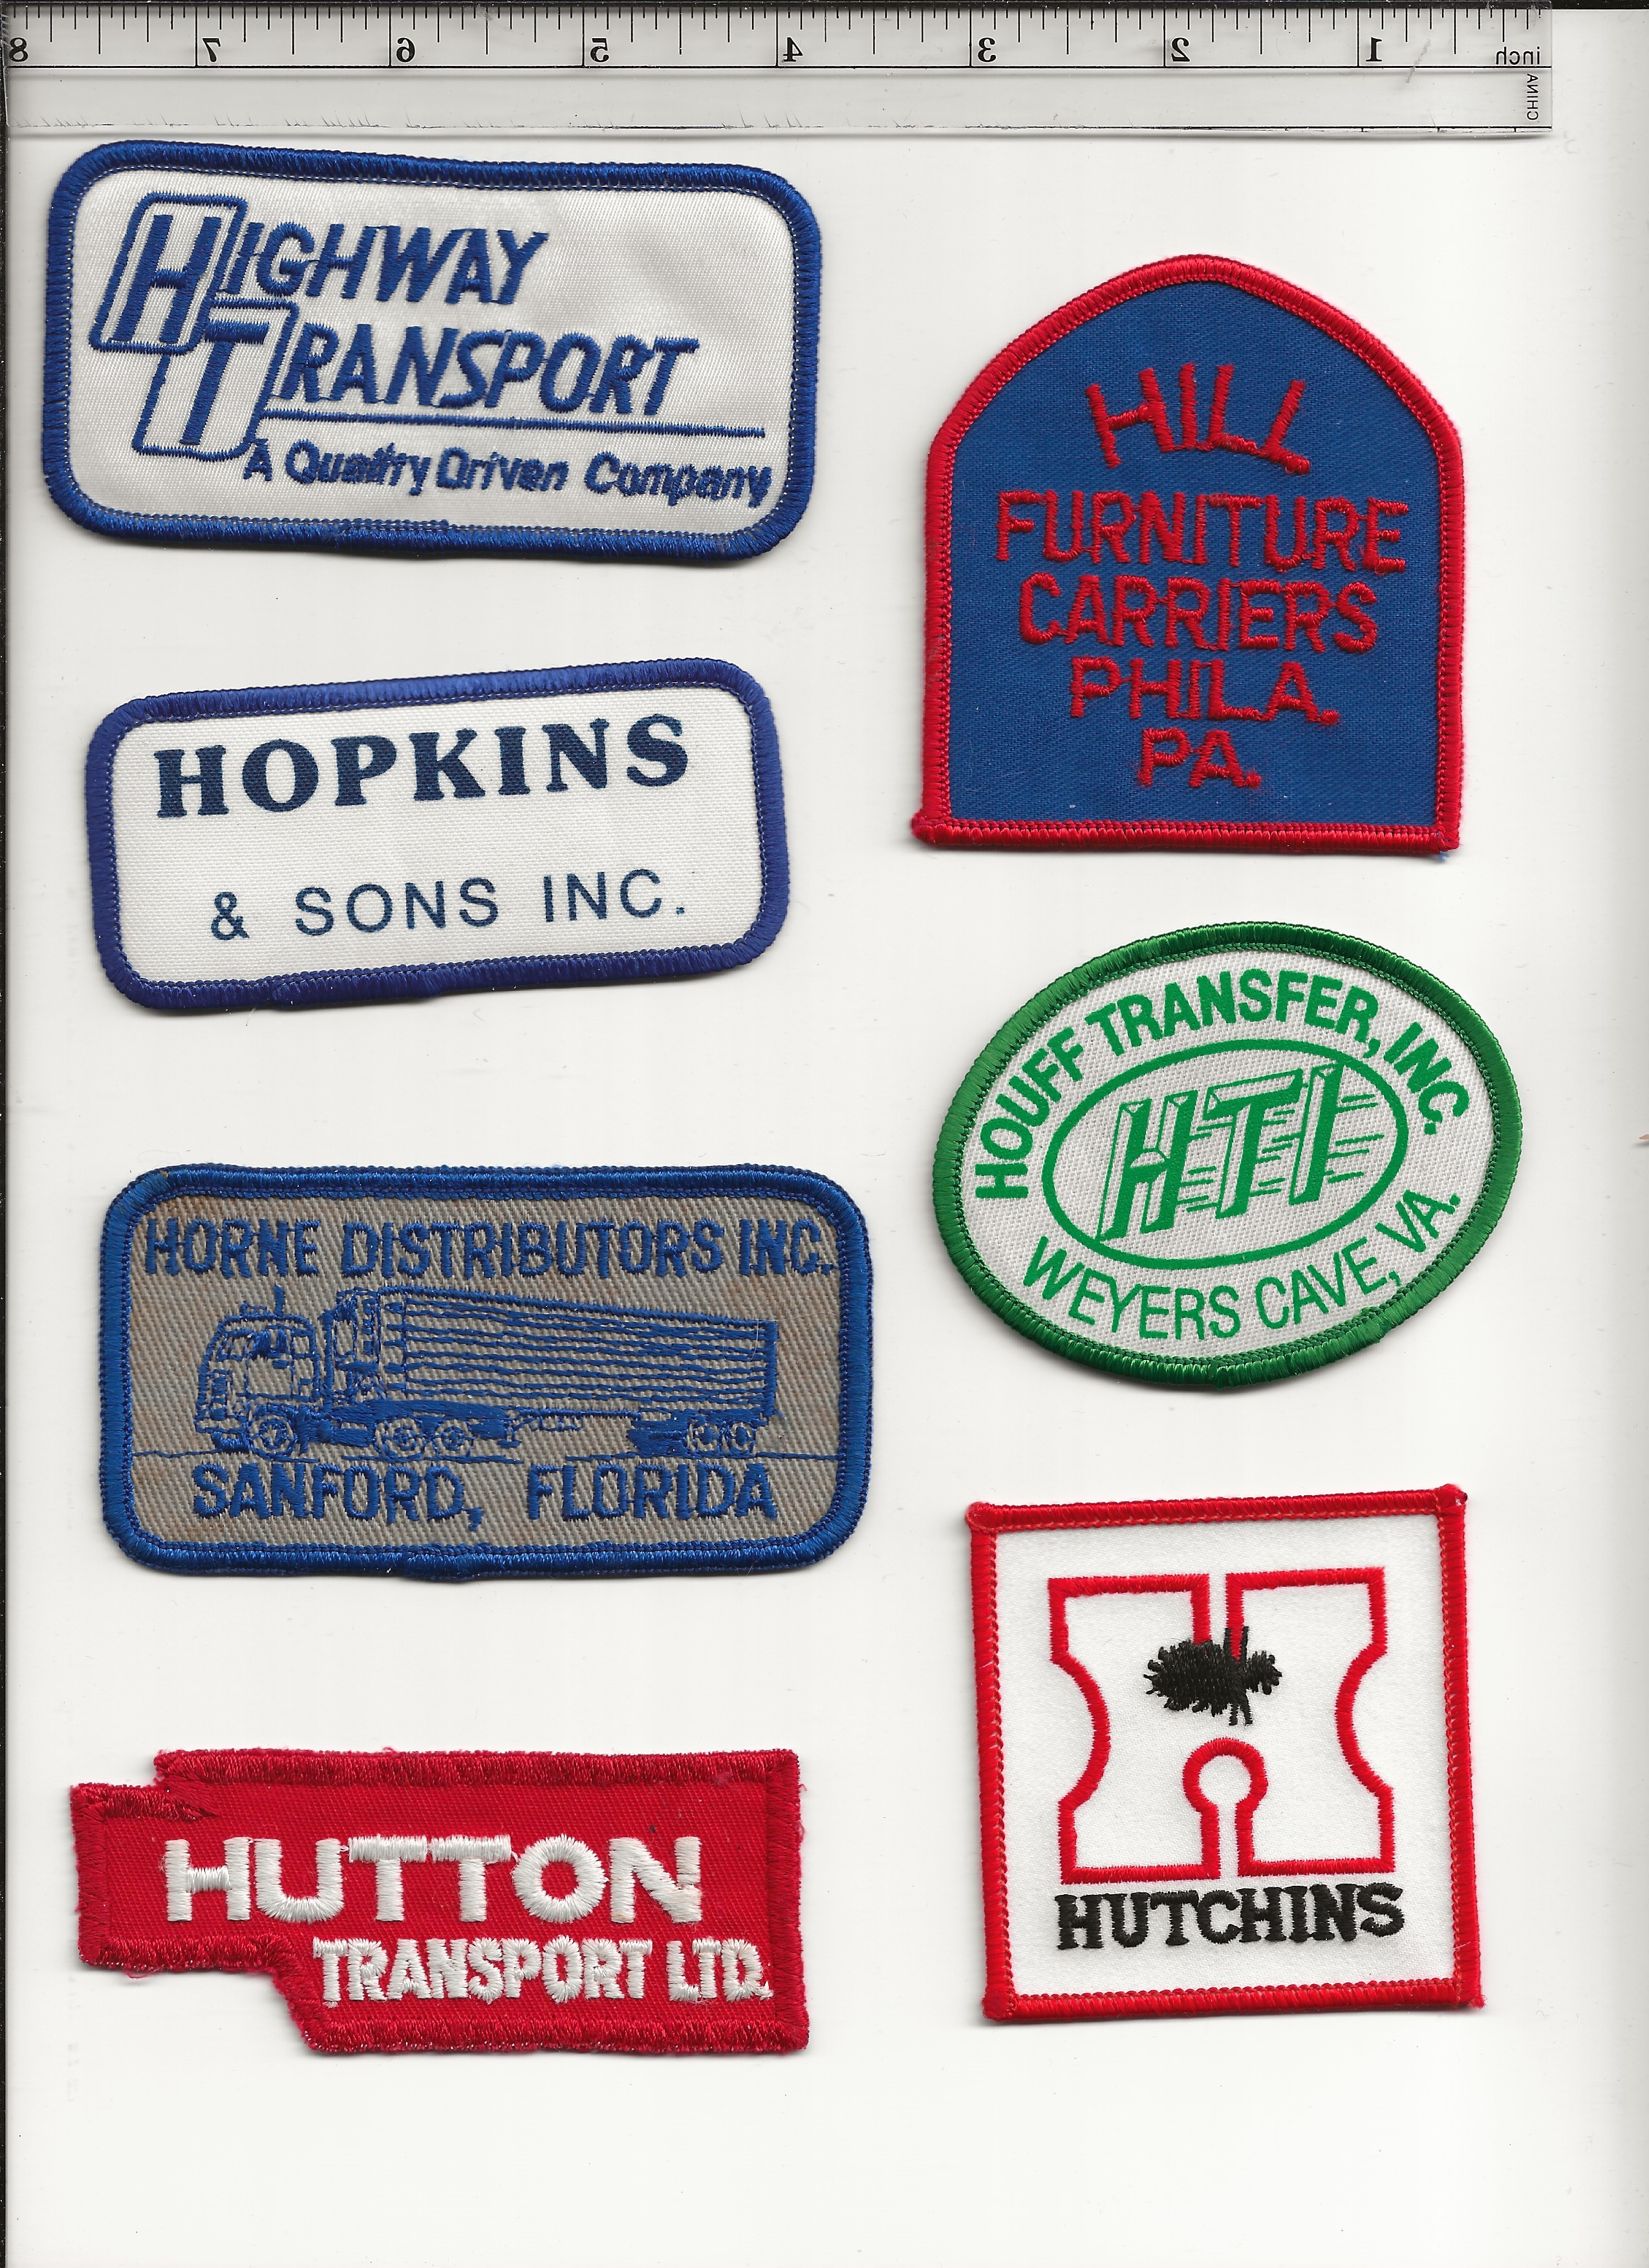 8 7 6 5 4 3 2 1 inch
CHINA
HIGHWAY
TRANSPORT
A Quality Driven Company
HILL
FURNITURE
CARRIERS
PHILA.
PA.
HOPKINS
& SONS INC.
HOUFF TRANSFER, INC.
HTI
WEYERS CAVE, VA.
HORNE DISTRIBUTORS INC.
SANFORD, FLORIDA
H
HUTCHINS
HUTTON
TRANSPORT LTD.